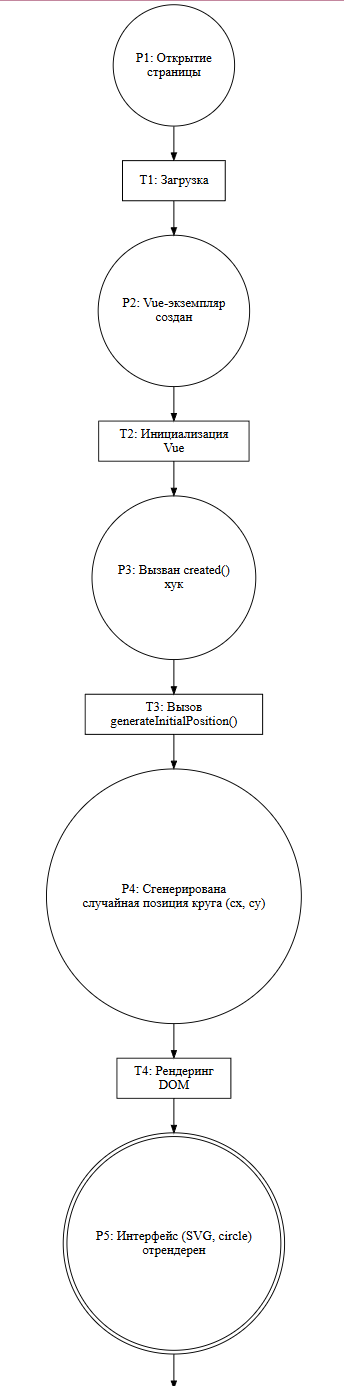 P1: Открытие
страницы
T1: Загрузка
P2: Vue-экземпляр
создан
T2: Инициализация
Vue
P3: Вызван created()
хук
T3: Вызов
generateInitialPosition()
P4: Сгенерирована
случайная позиция круга (cx, cy)
T4: Рендеринг
DOM
P5: Интерфейс (SVG, circle)
отрендерен